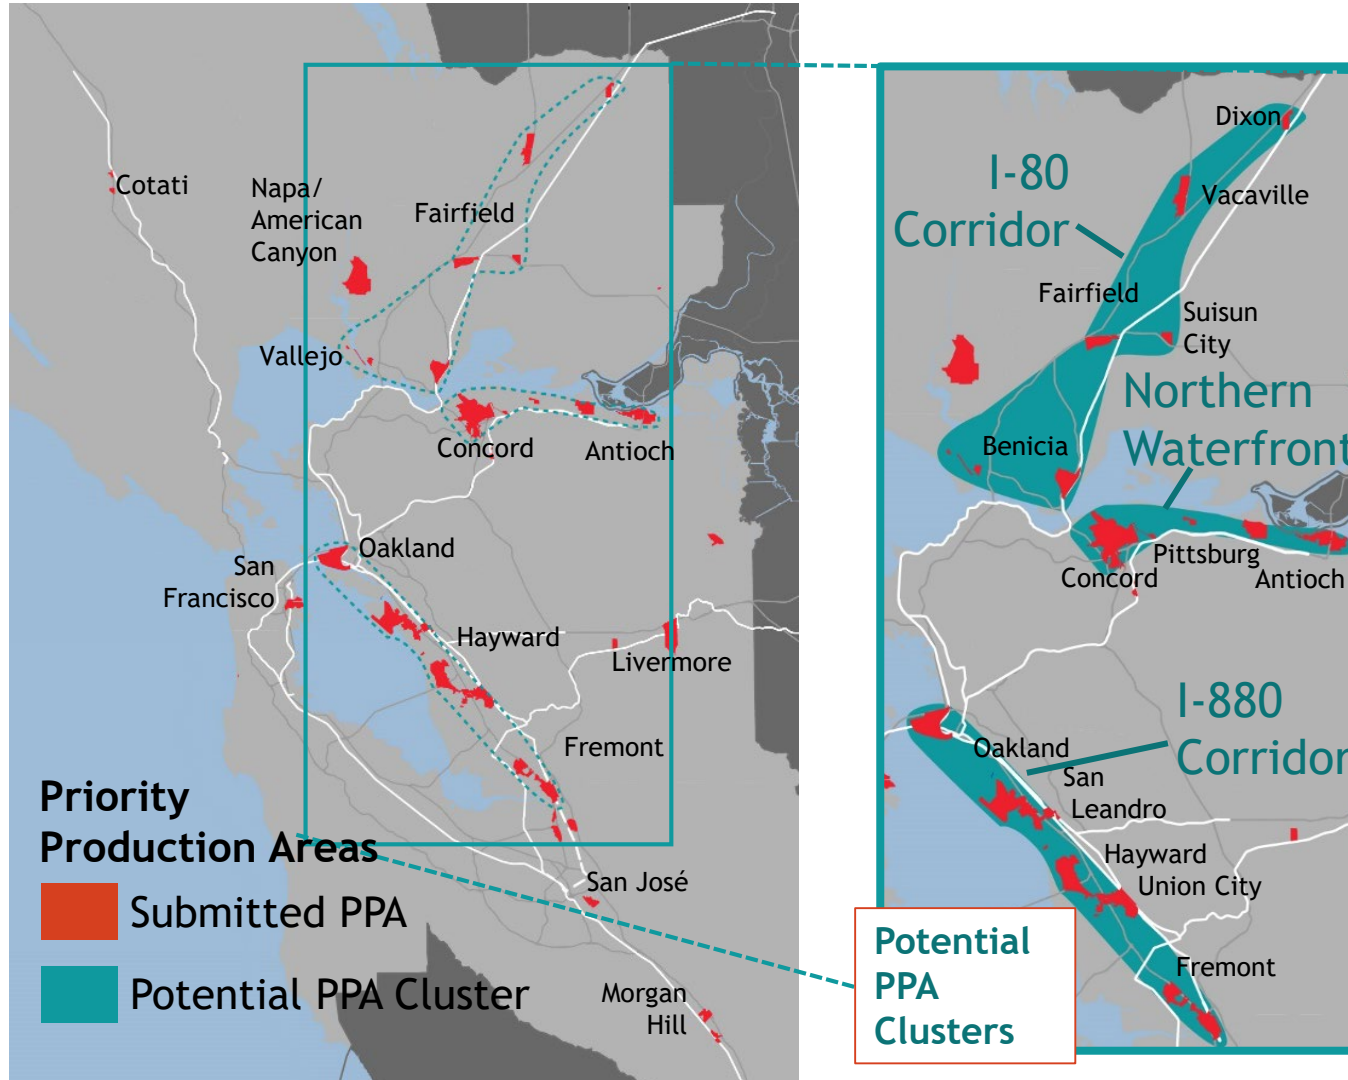 Cotati
Napa/
American
Canyon
Fairfield
Vallejo
Concord
Antioch
Oakland
San
Francisco
Hayward
Livermore
Fremont
San José
Morgan
Hill
Priority
Production Areas
Submitted PPA
Potential PPA Cluster
Dixon
I-80
Corridor
Vacaville
Fairfield
Suisun
City
Northern
Waterfront
Benicia
Pittsburg
Concord
Antioch
I-880
Corridor
Oakland
San
Leandro
Hayward
Union City
Fremont
Potential
PPA
Clusters